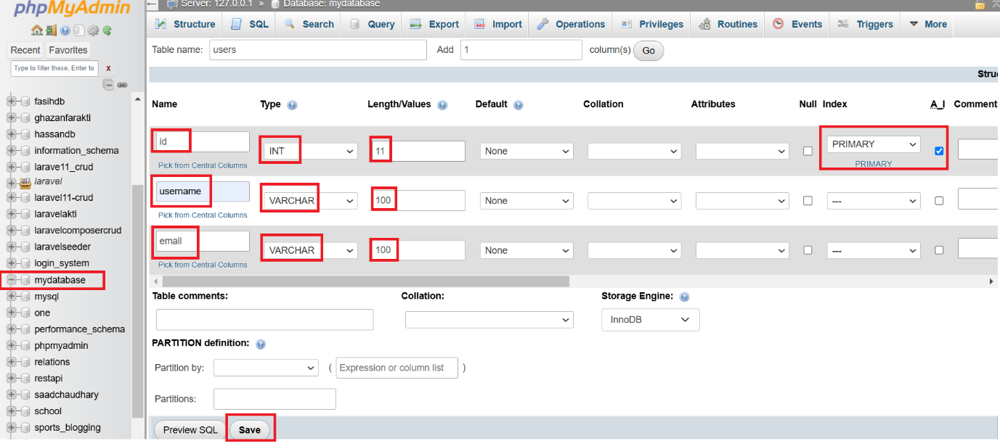 phpMyAdmin
Recent Favorites
Type to filter these, Enter to X
fasihdb
ghazanfarakti
hassandb
information_schema
larave11_crud
laravel
laravel11-crud
laravelakti
laravelcomposercrud
laravelseeder
login_system
mydatabase
mysql
one
performance_schema
phpmyadmin
relations
restapi
saadchaudhary
school
sports_blogging
Server: 127.0.0.1 » Database: mydatabase
Structure SQL Search Query Export Import Operations Privileges Routines Events Triggers More
Table name: users Add 1 column(s) Go
Struc
Name Type Length/Values Default Collation Attributes Null Index A_I Comment
id INT 11 None PRIMARY
Pick from Central Columns PRIMARY
username VARCHAR 100 None ---
Pick from Central Columns
email VARCHAR 100 None ---
Pick from Central Columns
Table comments: Collation: Storage Engine:
InnoDB
PARTITION definition:
Partition by: ( Expression or column list )
Partitions:
Preview SQL Save